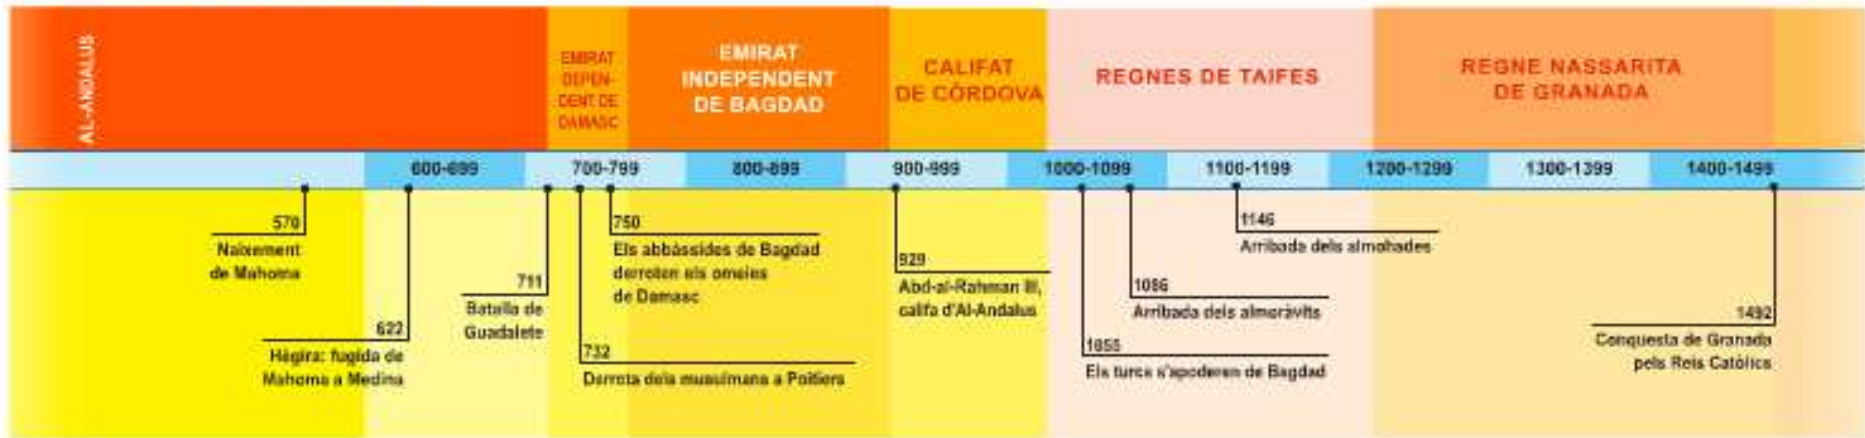 AL-ANDALUS
EMIRAT
DEPEN-
DENT DE
DAMASC
EMIRAT
INDEPENDENT
DE BAGDAD
CALIFAT
DE CÒRDOVA
REGNES DE TAIFES
REGNE NASSARITA
DE GRANADA
600-699
700-799
800-899
900-999
1000-1099
1100-1199
1200-1299
1300-1399
1400-1499
570
Naixement
de Mahoma
622
Hègira: fugida de
Mahoma a Medina
711
Batalla de
Guadalete
732
Derrota dels musulmans a Poitiers
750
Els abbàssides de Bagdad
derroten els omeies
de Damasc
929
Abd-al-Rahman III,
califa d'Al-Andalus
1055
Els turcs s'apoderen de Bagdad
1086
Arribada dels almoràvits
1146
Arribada dels almohades
1492
Conquesta de Granada
pels Reis Catòlics